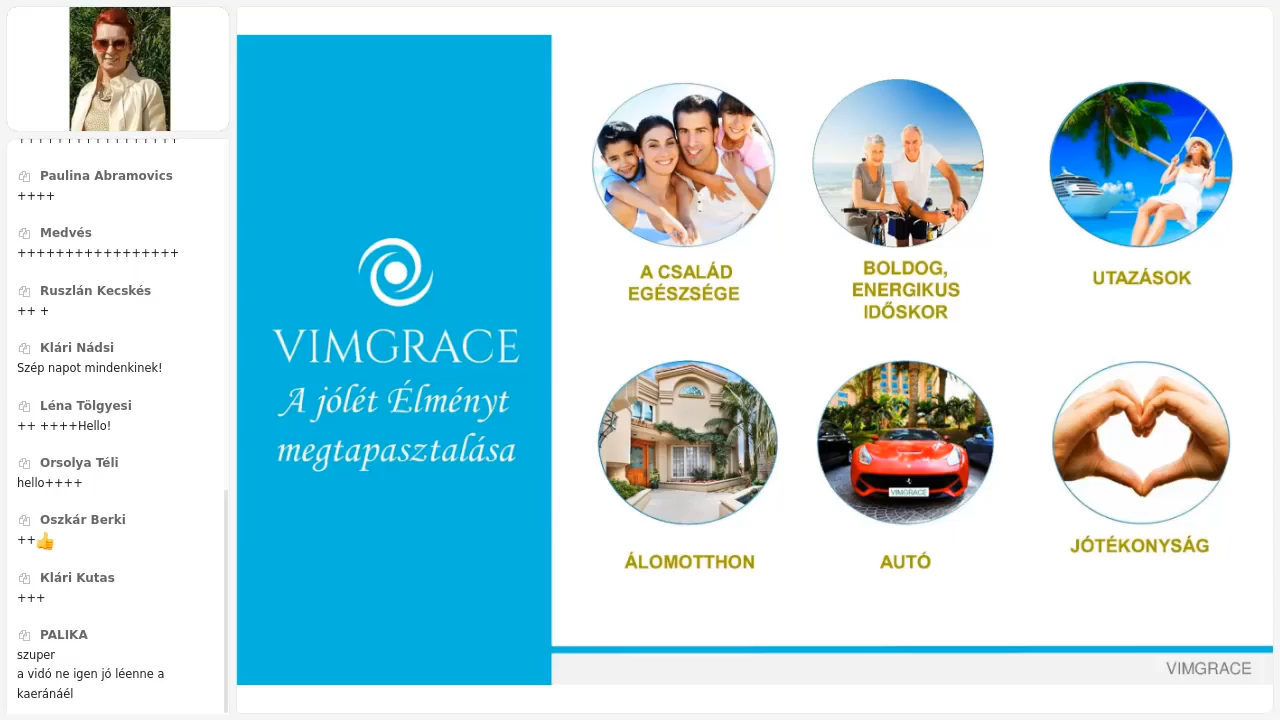 ++++++++++++++++
Paulina Abramovics
++++
Medvés
+++++++++++++++++
Ruszlán Kecskés
++ +
Klári Nádsi
Szép napot mindenkinek!
Léna Tölgyesi
++ ++++Hello!
Orsolya Téli
hello++++
Oszkár Berki
++👍
Klári Kutas
+++
PALIKA
szuper
a vidó ne igen jó léenne a
kaeránáél
VIMGRACE
A jólét Élményt
megtapasztalása
A CSALÁD
EGÉSZSÉGE
BOLDOG,
ENERGIKUS
IDŐSKOR
UTAZÁSOK
ÁLOMOTTHON
VIMGRACE
AUTÓ
JÓTÉKONYSÁG
VIMGRACE